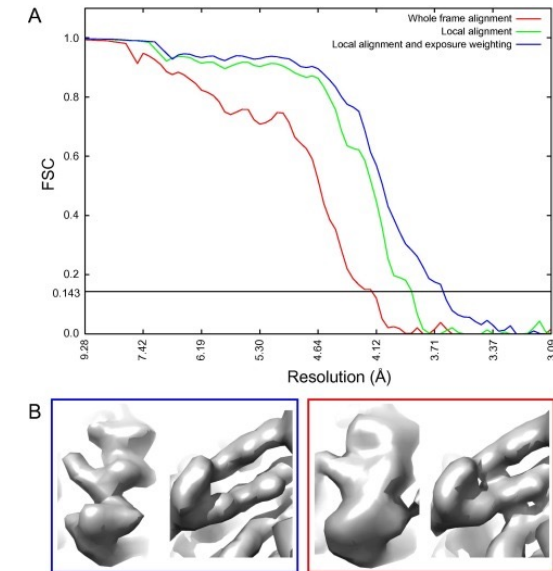 A
Whole frame alignment
Local alignment
Local alignment and exposure weighting
1.0
0.8
0.6
0.4
0.2
0.143
0.0
FSC
9.28 7.42 6.19 5.30 4.64 4.12 3.71 3.37 3.09
Resolution (Å)
B